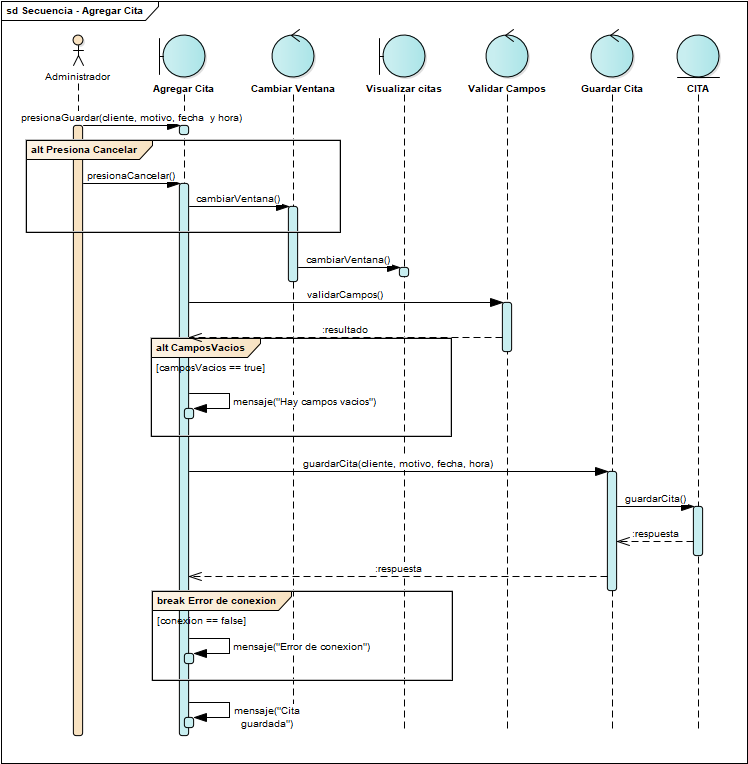 sd Secuencia - Agregar Cita
Administrador
Agregar Cita
Cambiar Ventana
Visualizar citas
Validar Campos
Guardar Cita
CITA
presionaGuardar(cliente, motivo, fecha y hora)
alt Presiona Cancelar
presionaCancelar()
cambiarVentana()
cambiarVentana()
validarCampos()
:resultado
alt CamposVacios
[camposVacios == true]
mensaje("Hay campos vacios")
guardarCita(cliente, motivo, fecha, hora)
guardarCita()
:respuesta
:respuesta
break Error de conexion
[conexion == false]
mensaje("Error de conexion")
mensaje("Cita
guardada")